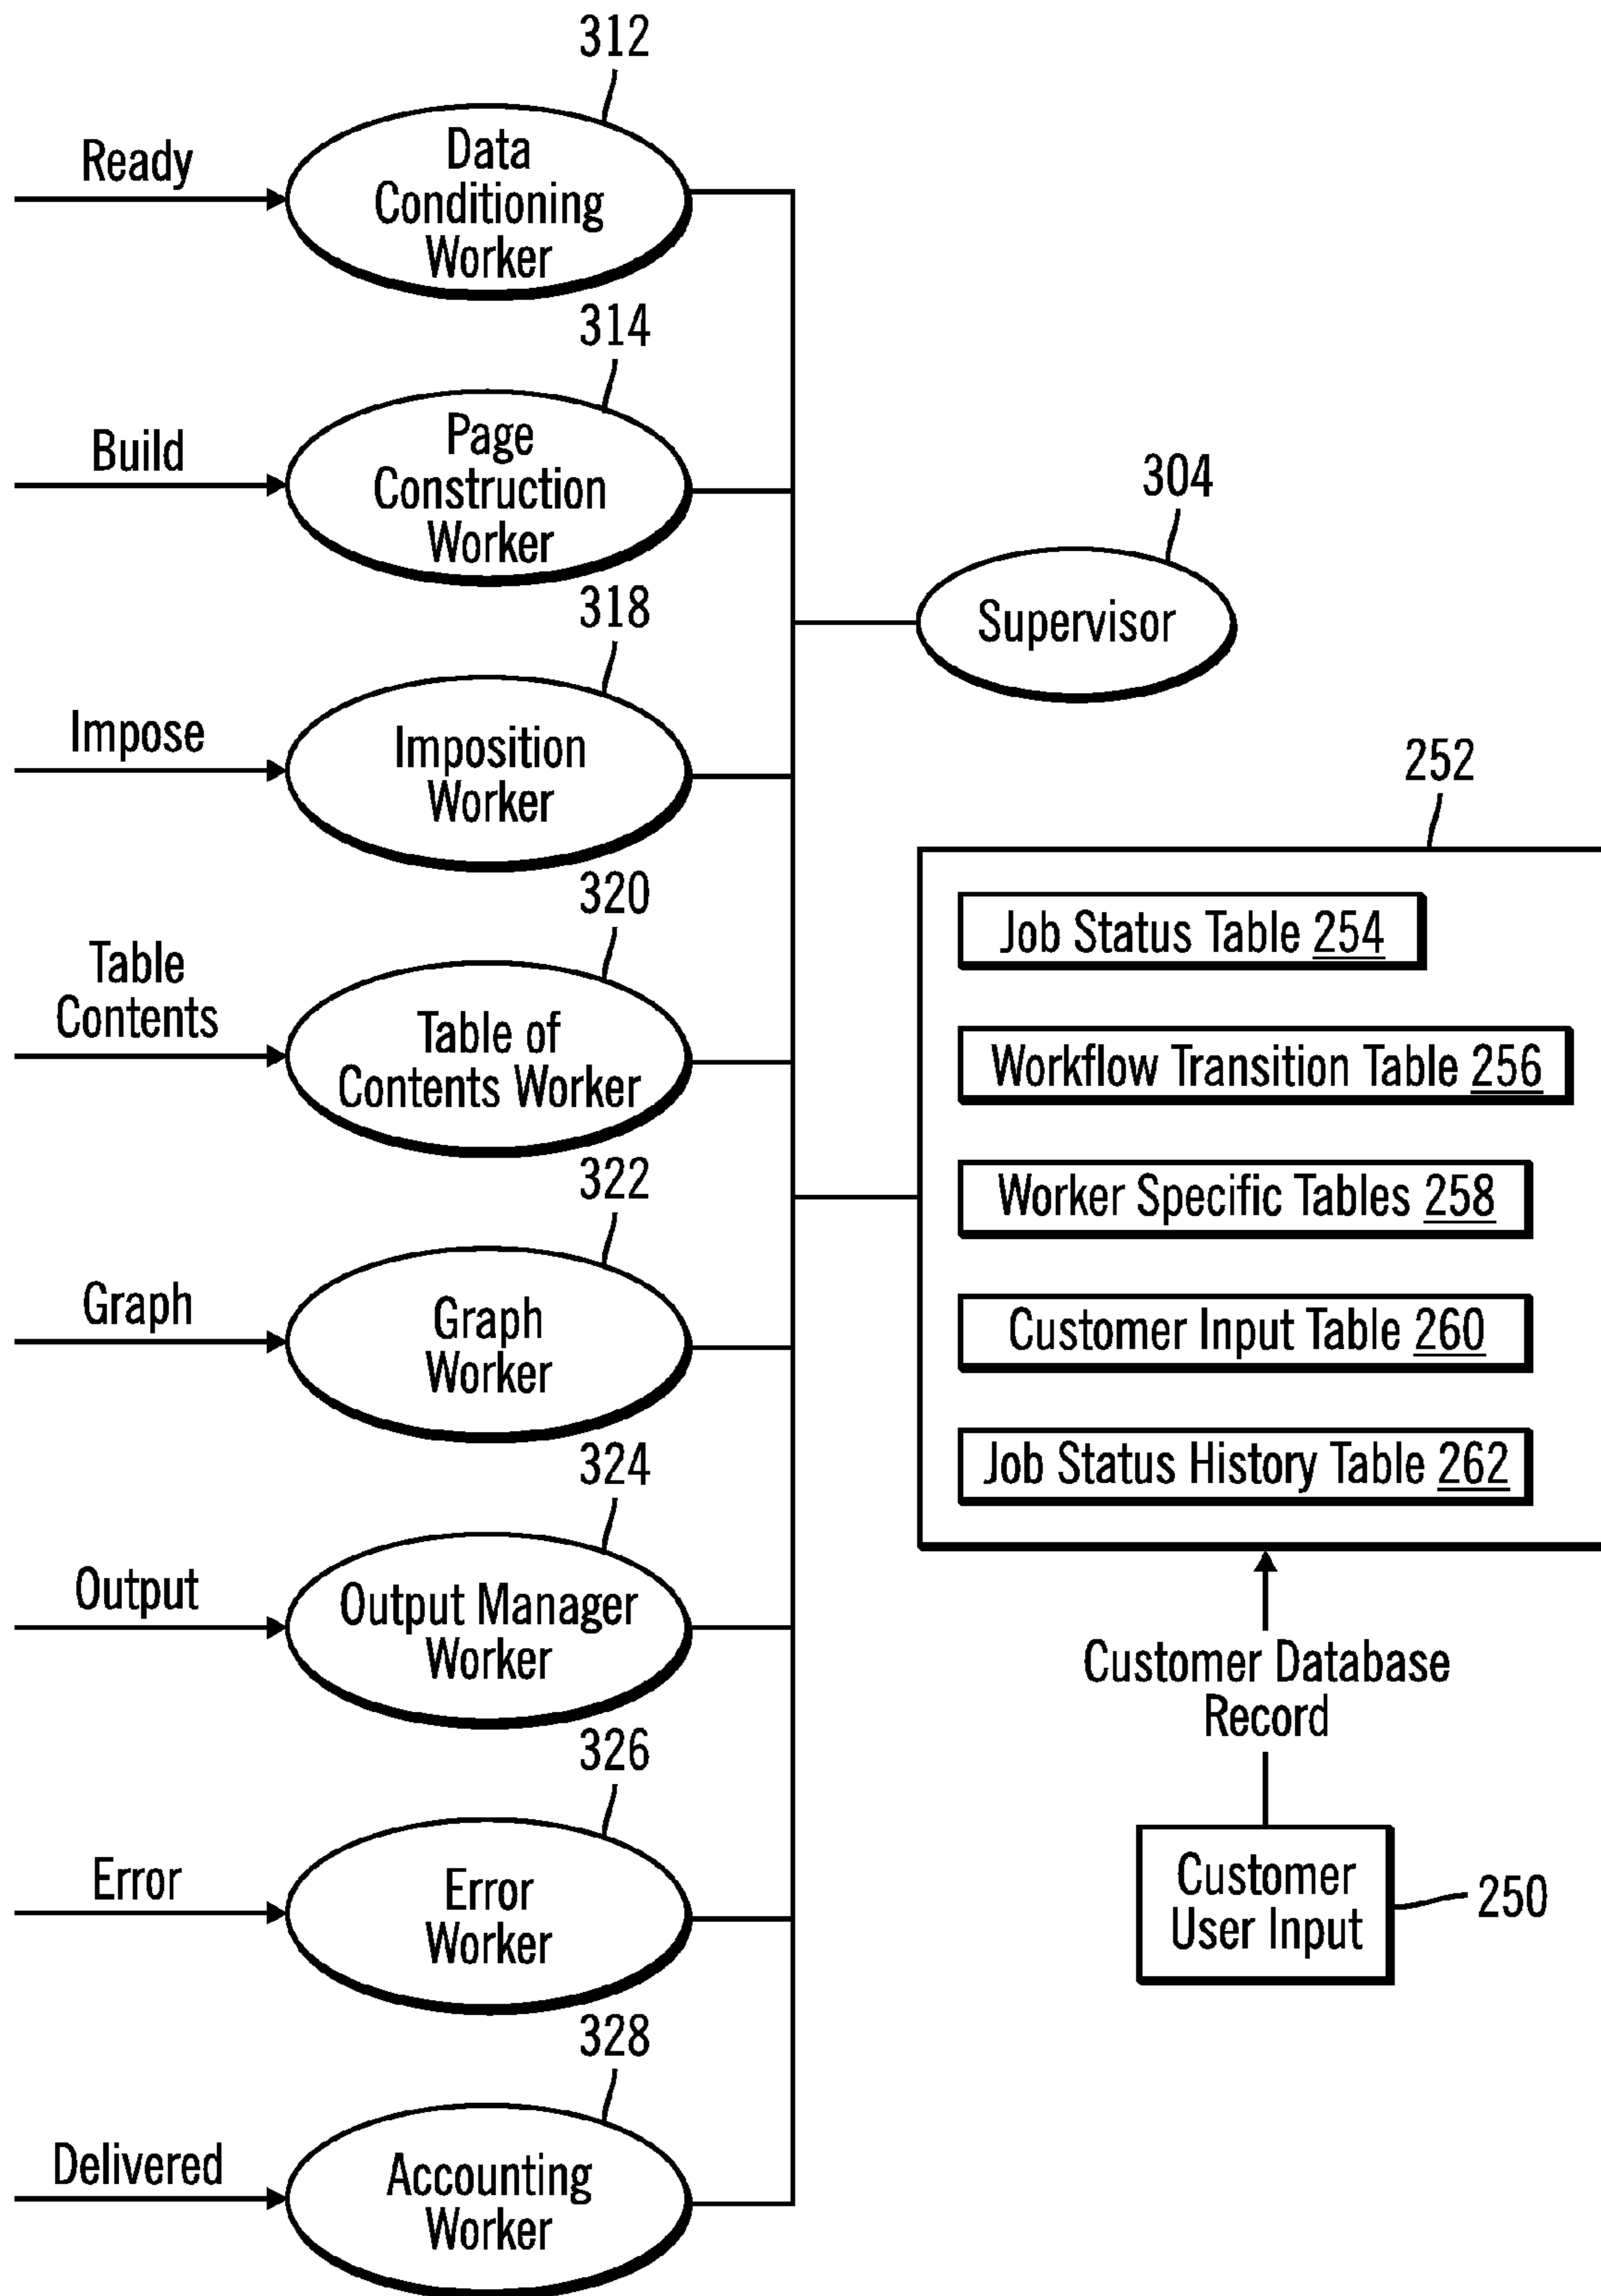 312
Ready
Data
Conditioning
Worker
314
Build
Page
Construction
Worker
304
Supervisor
318
Impose
Imposition
Worker
252
320
Table
Contents
Table of
Contents Worker
Job Status Table 254
Workflow Transition Table 256
Worker Specific Tables 258
Customer Input Table 260
Job Status History Table 262
322
Graph
Graph
Worker
324
Output
Output Manager
Worker
Customer Database
Record
326
Error
Error
Worker
Customer
User Input
250
328
Delivered
Accounting
Worker